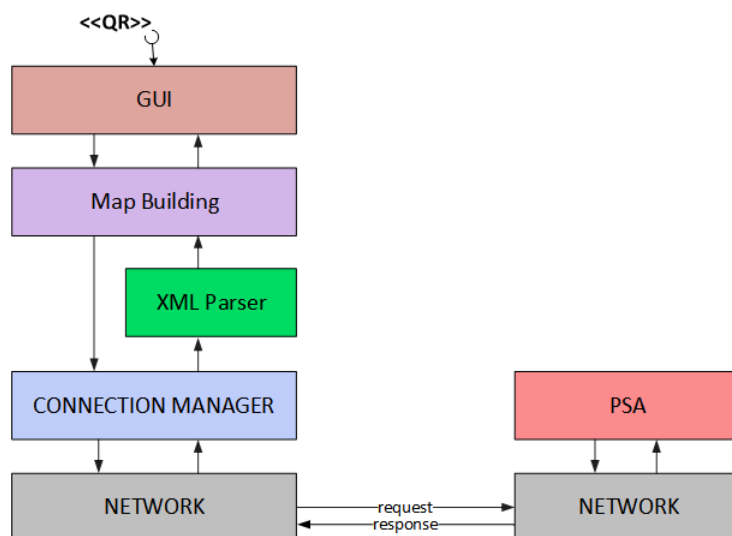 <<QR>>
GUI
Map Building
XML Parser
CONNECTION MANAGER
PSA
NETWORK
request
response
NETWORK